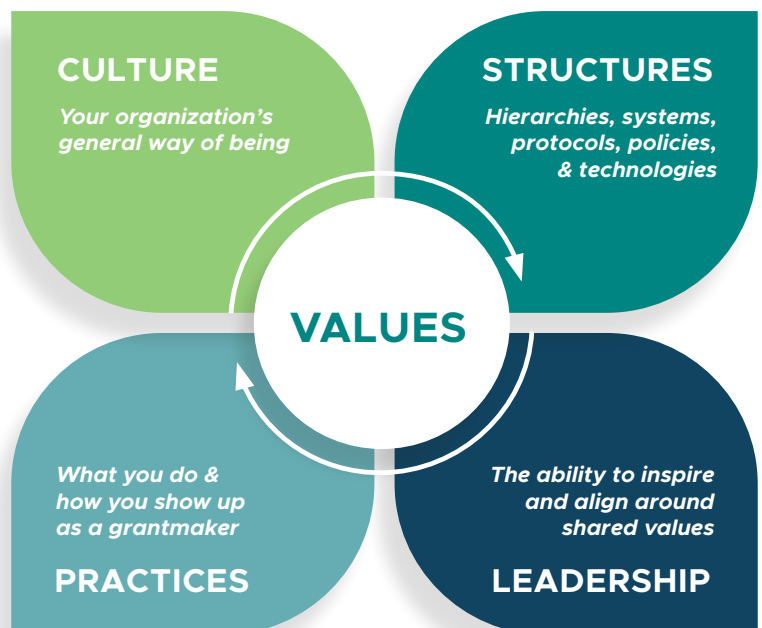 CULTURE
Your organization's
general way of being
STRUCTURES
Hierarchies, systems,
protocols, policies,
& technologies
VALUES
What you do &
how you show up
as a grantmaker
PRACTICES
The ability to inspire
and align around
shared values
LEADERSHIP